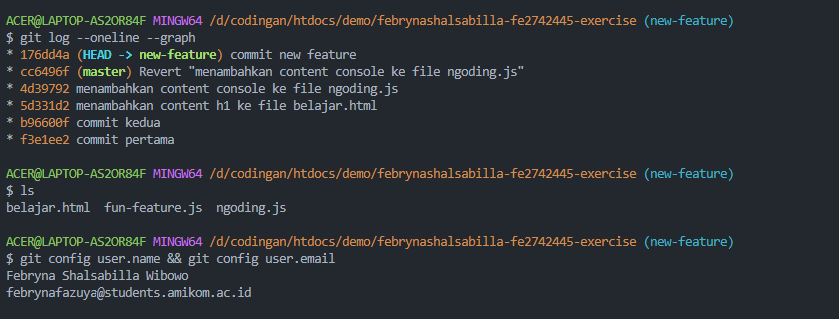 ACER@LAPTOP-AS2OR84F MINGW64 /d/codingan/htdocs/demo/febrynashalsabilla-fe2742445-exercise (new-feature)
$ git log --oneline --graph
* 176dd4a (HEAD -> new-feature) commit new feature
* cc6496f (master) Revert "menambahkan content console ke file ngoding.js"
* 4d39792 menambahkan content console ke file ngoding.js
* 5d331d2 menambahkan content h1 ke file belajar.html
* b96600f commit kedua
* f3e1ee2 commit pertama
ACER@LAPTOP-AS2OR84F MINGW64 /d/codingan/htdocs/demo/febrynashalsabilla-fe2742445-exercise (new-feature)
$ ls
belajar.html  fun-feature.js  ngoding.js
ACER@LAPTOP-AS2OR84F MINGW64 /d/codingan/htdocs/demo/febrynashalsabilla-fe2742445-exercise (new-feature)
$ git config user.name && git config user.email
Febryna Shalsabilla Wibowo
febrynafazuya@students.amikom.ac.id